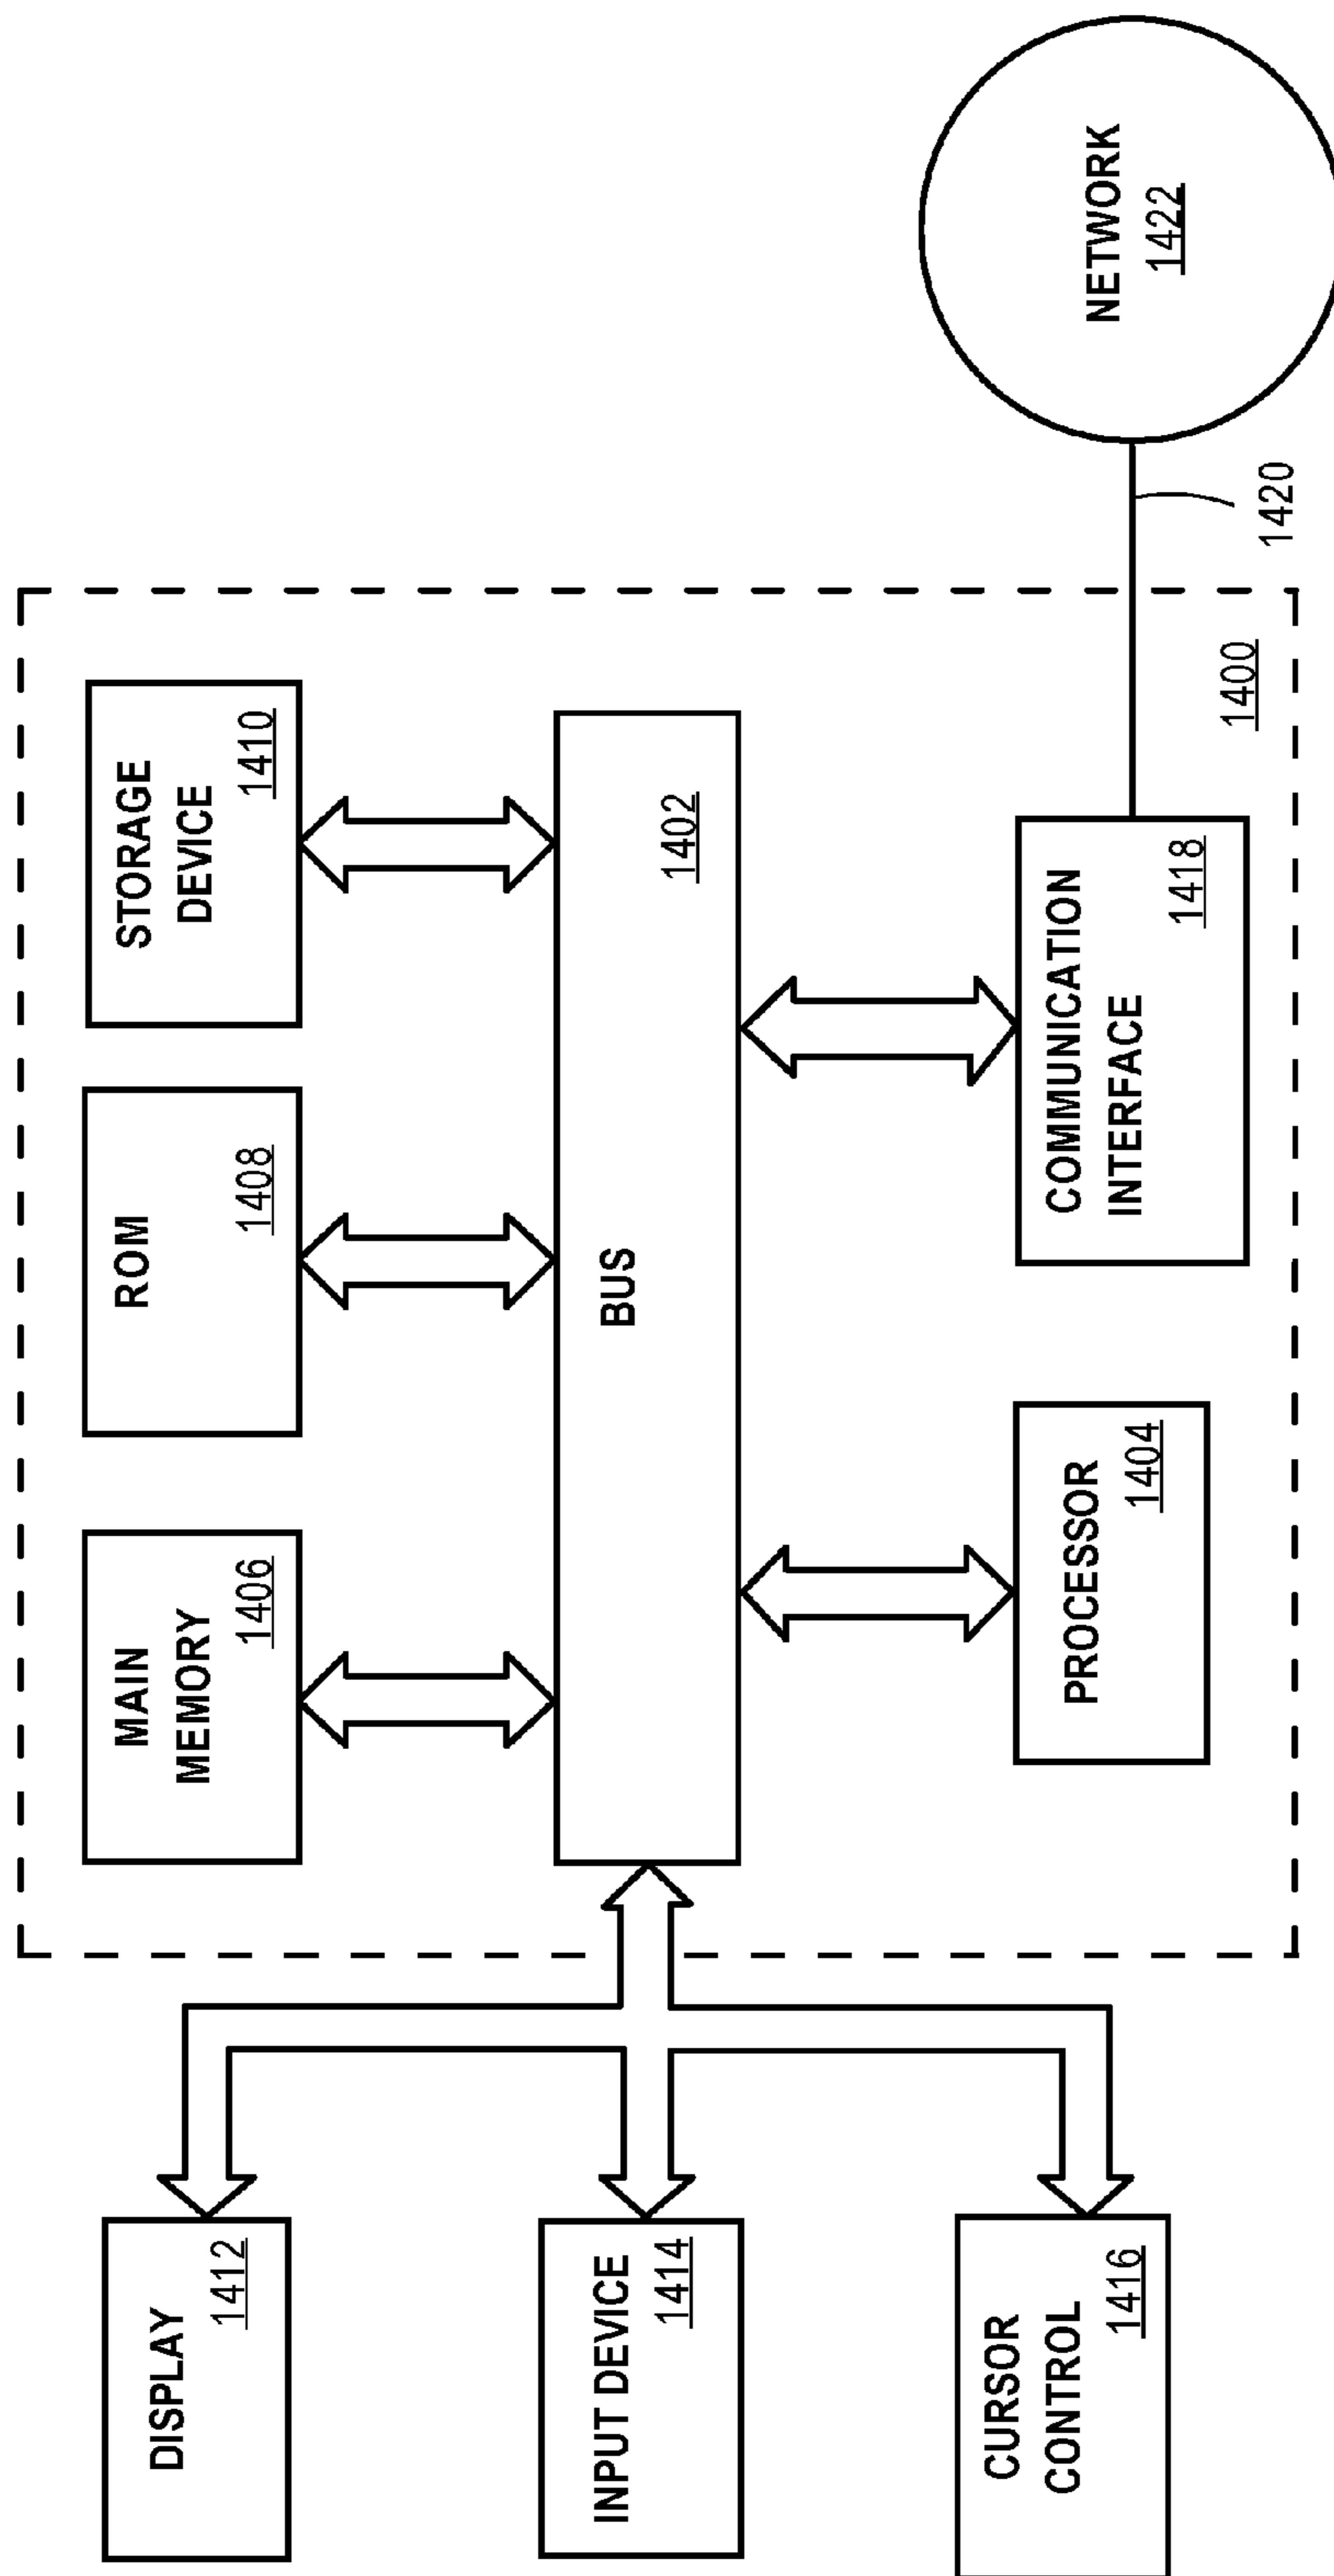 DISPLAY
1412
INPUT DEVICE
1414
CURSOR
CONTROL
1416
MAIN
MEMORY
1406
ROM
1408
STORAGE
DEVICE
1410
BUS
1402
PROCESSOR
1404
COMMUNICATION
INTERFACE
1418
1400
1420
NETWORK
1422